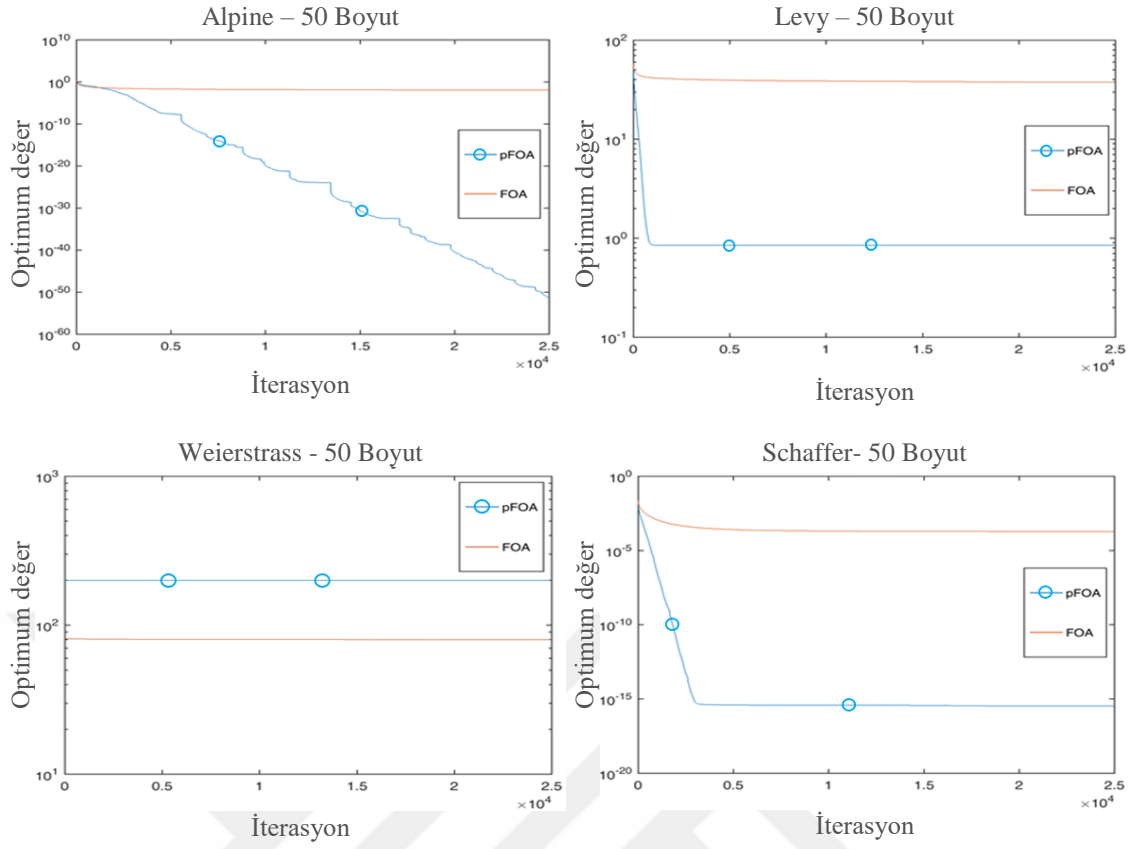 Alpine – 50 Boyut
10^10
10^0
10^-10
10^-20
10^-30
10^-40
10^-50
10^-60
Optimum değer
pFOA
FOA
0 0.5 1 1.5 2 2.5
×10^4
İterasyon
Levy – 50 Boyut
10^2
10^1
10^0
10^-1
Optimum değer
pFOA
FOA
0 0.5 1 1.5 2 2.5
×10^4
İterasyon
Weierstrass - 50 Boyut
10^3
10^2
10^1
Optimum değer
pFOA
FOA
0 0.5 1 1.5 2 2.5
×10^4
İterasyon
Schaffer- 50 Boyut
10^0
10^-5
10^-10
10^-15
10^-20
Optimum değer
pFOA
FOA
0 0.5 1 1.5 2 2.5
×10^4
İterasyon